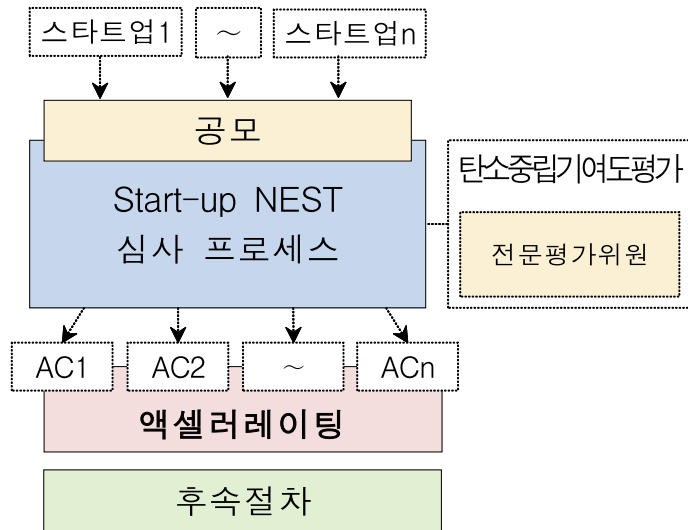 스타트업1
~
스타트업n
공모
Start-up NEST
심사 프로세스
탄소중립기여도평가
전문평가위원
AC1
AC2
~
ACn
액셀러레이팅
후속절차